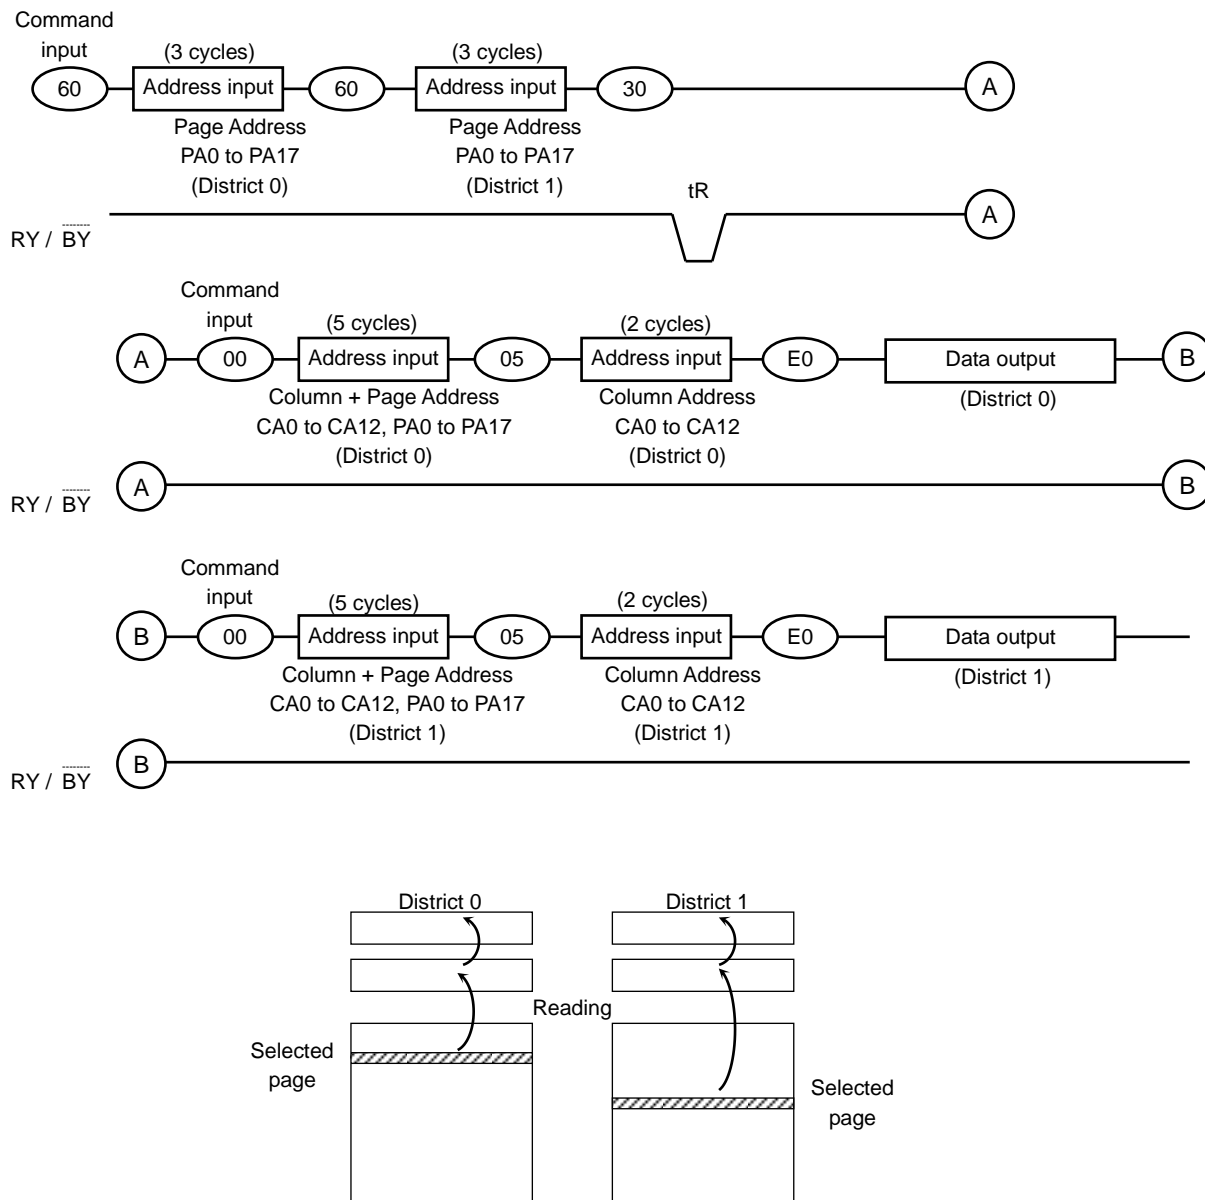 Command
input
(3 cycles) (3 cycles)
60 Address input 60 Address input 30 A
Page Address Page Address
PA0 to PA17 PA0 to PA17
(District 0) (District 1)
tR
RY / BY A
Command
input
(5 cycles) (2 cycles)
A 00 Address input 05 Address input E0 Data output B
Column + Page Address Column Address (District 0)
CA0 to CA12, PA0 to PA17 CA0 to CA12
(District 0) (District 0)
RY / BY A B
Command
input
(5 cycles) (2 cycles)
B 00 Address input 05 Address input E0 Data output
Column + Page Address Column Address (District 1)
CA0 to CA12, PA0 to PA17 CA0 to CA12
(District 1) (District 1)
RY / BY B
District 0 District 1
Reading
Selected
page
Selected
page